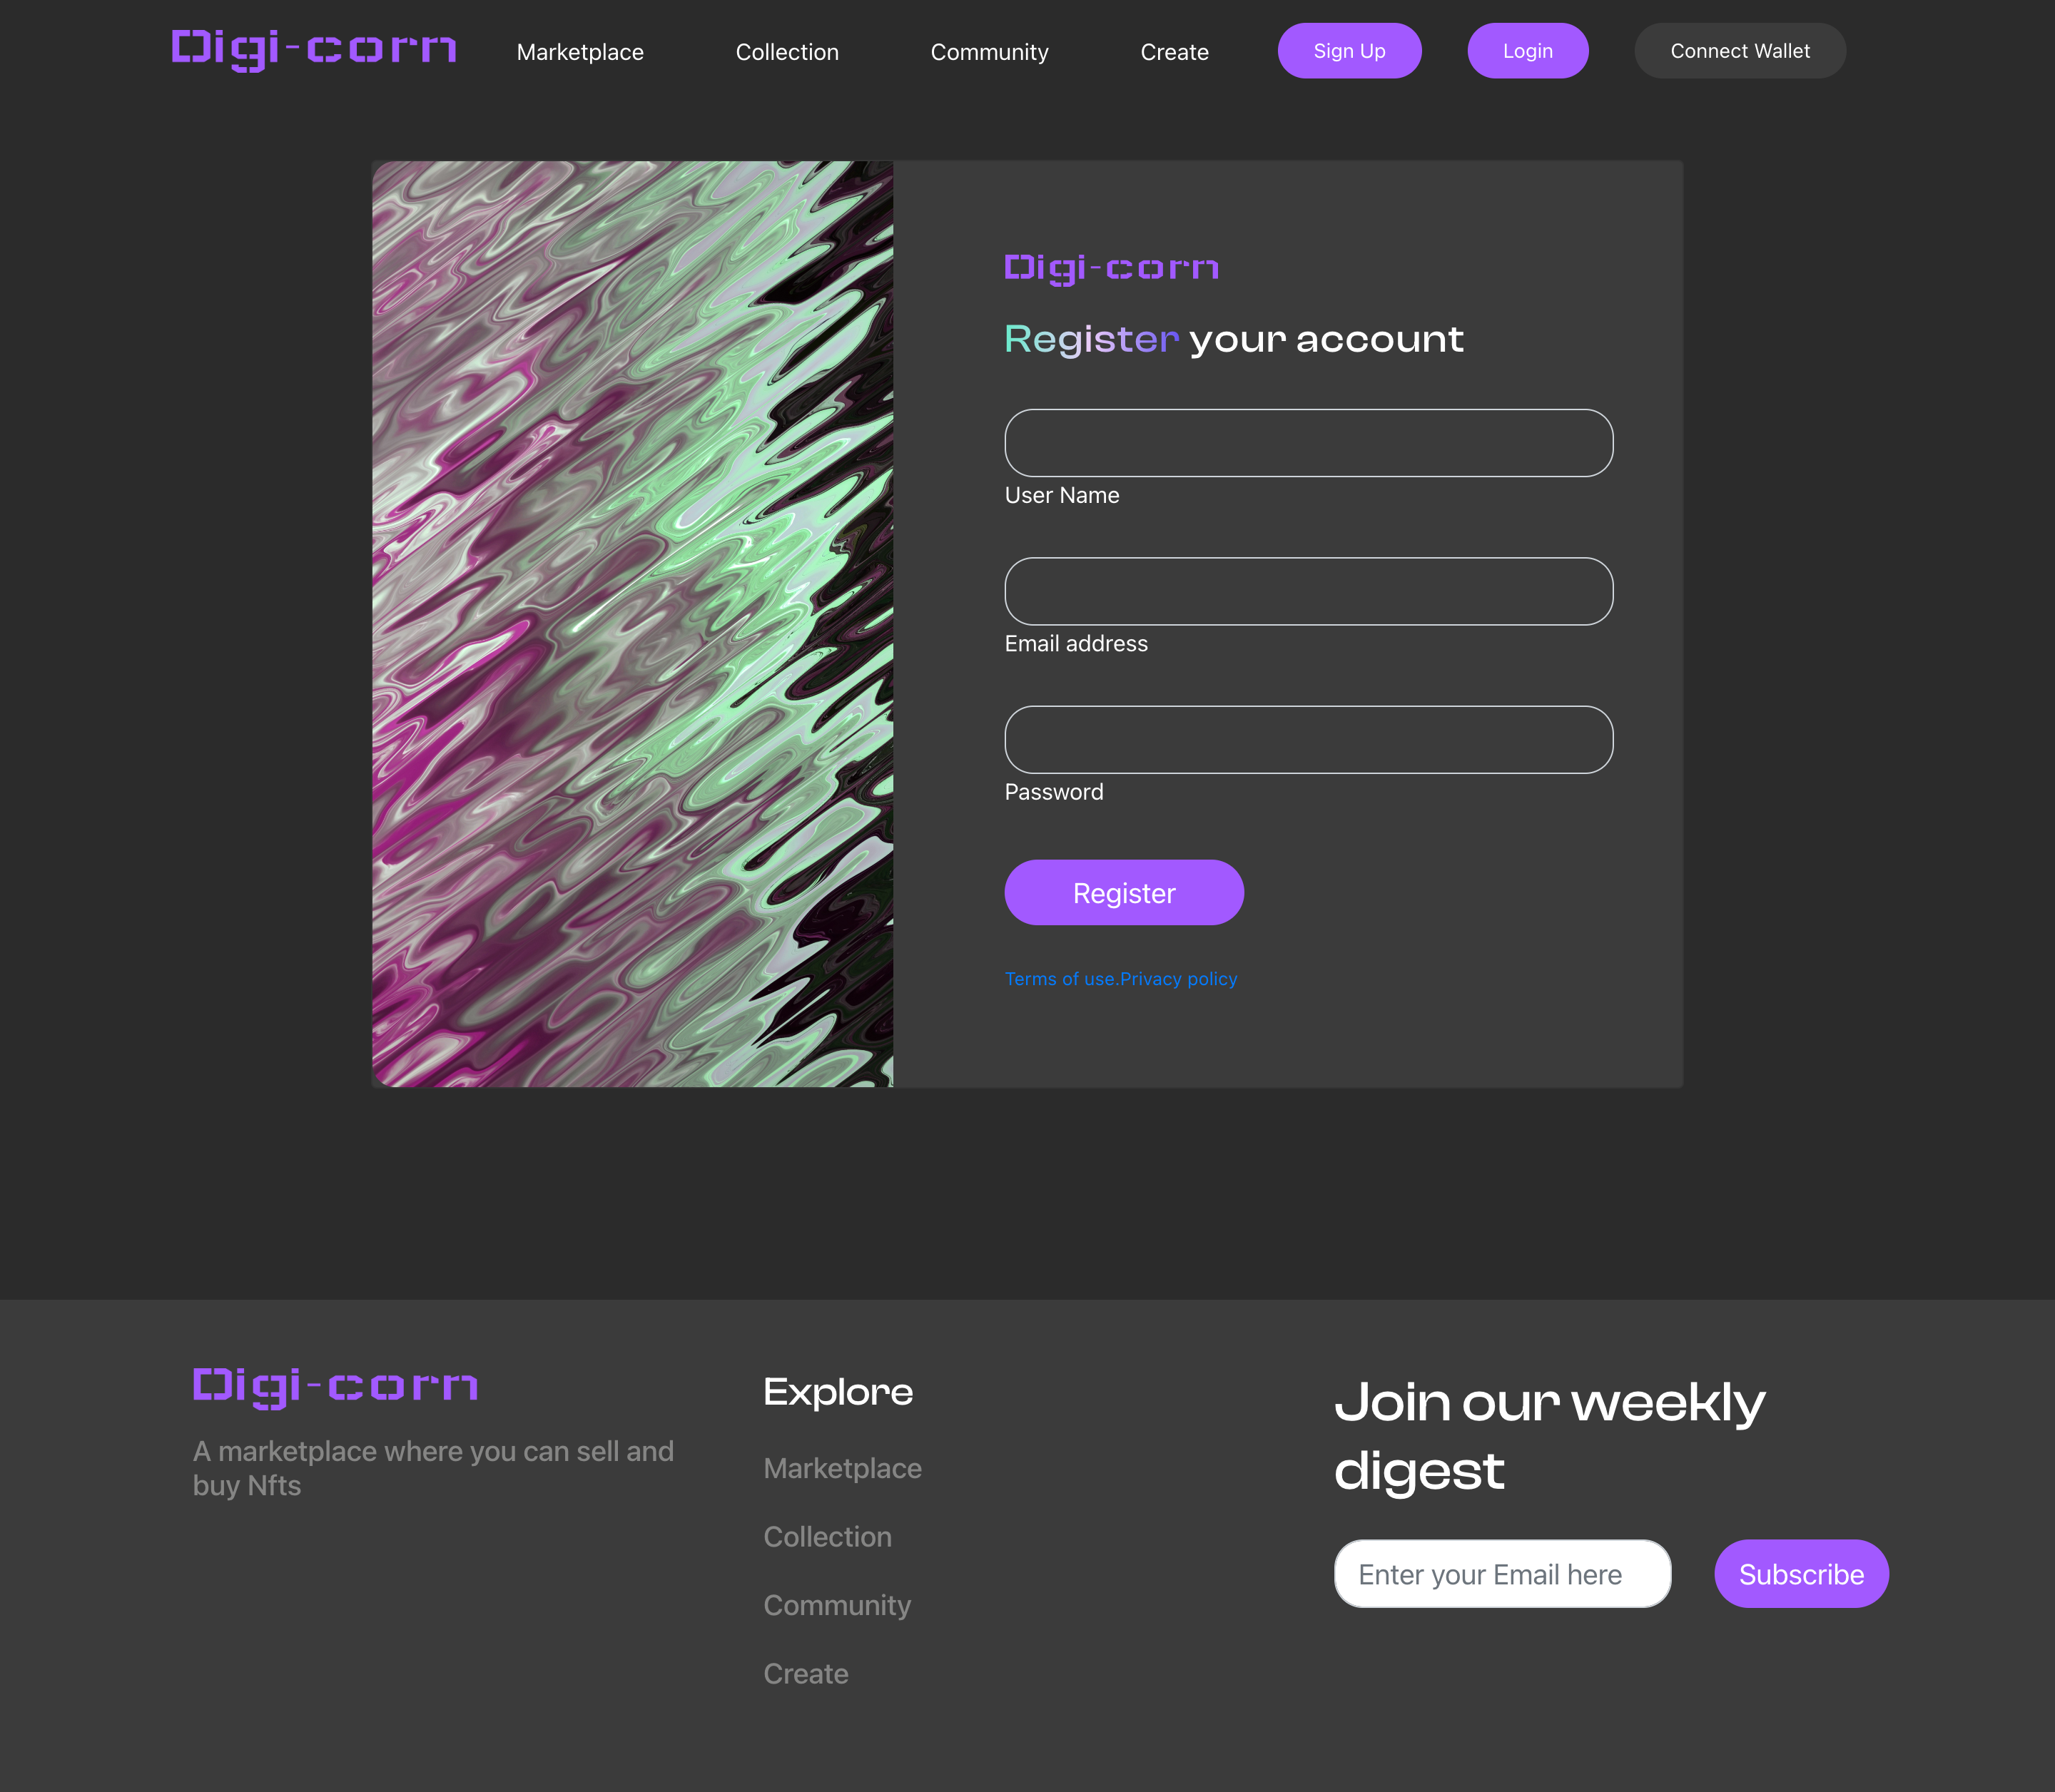 Digi-corn
Marketplace
Collection
Community
Create
Sign Up
Login
Connect Wallet
Digi-corn
Register your account
User Name
Email address
Password
Register
Terms of use.Privacy policy
Digi-corn
A marketplace where you can sell and
buy Nfts
Explore
Marketplace
Collection
Community
Create
Join our weekly
digest
Enter your Email here
Subscribe